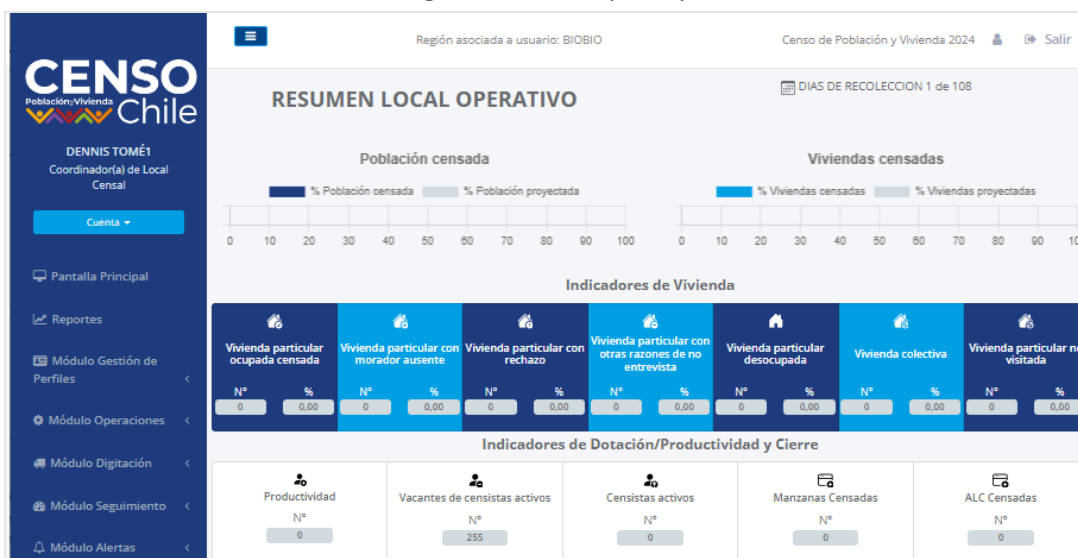 CENSO
Población y Vivienda
Chile
DENNIS TOMÉ1
Coordinador(a) de Local
Censal
Cuenta
Pantalla Principal
Reportes
Módulo Gestión de
Perfiles
Módulo Operaciones
Módulo Digitación
Módulo Seguimiento
Módulo Alertas
Región asociada a usuario: BIOBIO
Censo de Población y Vivienda 2024
Salir
RESUMEN LOCAL OPERATIVO
DIAS DE RECOLECCION 1 de 108
Población censada
% Población censada % Población proyectada
0 10 20 30 40 50 60 70 80 90 100
Viviendas censadas
% Viviendas censadas % Viviendas proyectadas
0 10 20 30 40 50 60 70 80 90 10
Indicadores de Vivienda
Vivienda particular
ocupada censada
N° %
0 0,00
Vivienda particular con
morador ausente
N° %
0 0,00
Vivienda particular con
rechazo
N° %
0 0,00
Vivienda particular con
otras razones de no
entrevista
N° %
0 0,00
Vivienda particular
desocupada
N° %
0 0,00
Vivienda colectiva
N° %
0 0,00
Vivienda particular no
visitada
N° %
0 0,00
Indicadores de Dotación/Productividad y Cierre
Productividad
N°
0
Vacantes de censistas activos
N°
255
Censistas activos
N°
0
Manzanas Censadas
N°
0
ALC Censadas
N°
0